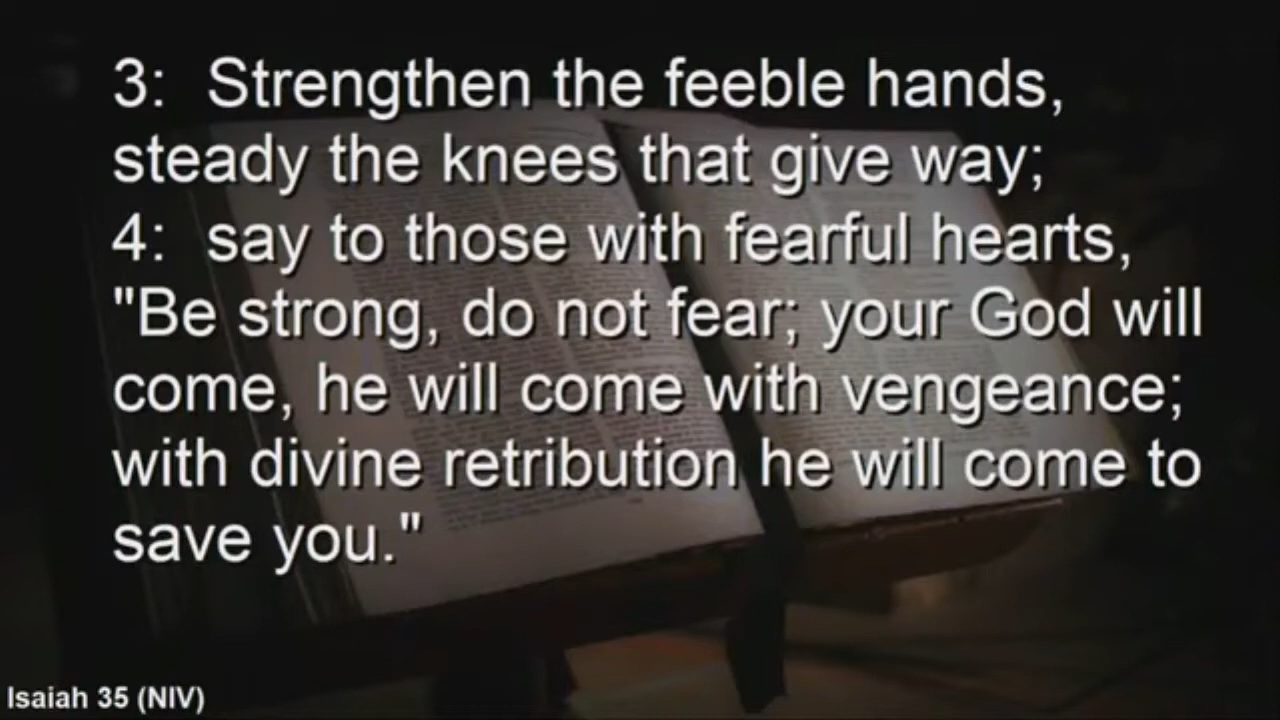 3:  Strengthen the feeble hands,
steady the knees that give way;
4:  say to those with fearful hearts,
"Be strong, do not fear; your God will
come, he will come with vengeance;
with divine retribution he will come to
save you."
Isaiah 35 (NIV)